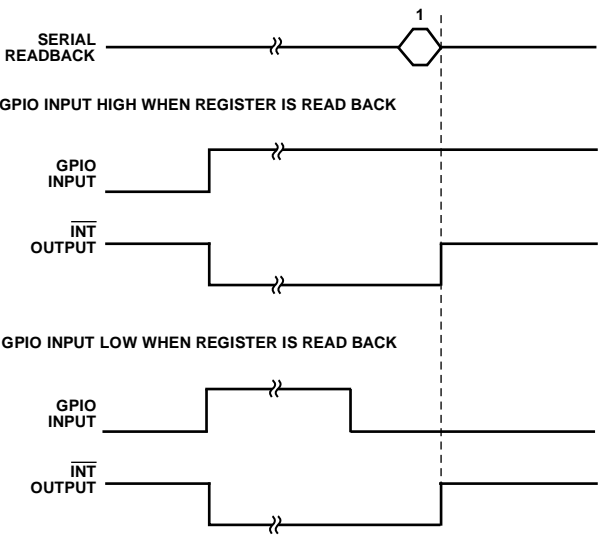 1
SERIAL
READBACK
GPIO INPUT HIGH WHEN REGISTER IS READ BACK
GPIO
INPUT
INT
OUTPUT
GPIO INPUT LOW WHEN REGISTER IS READ BACK
GPIO
INPUT
INT
OUTPUT